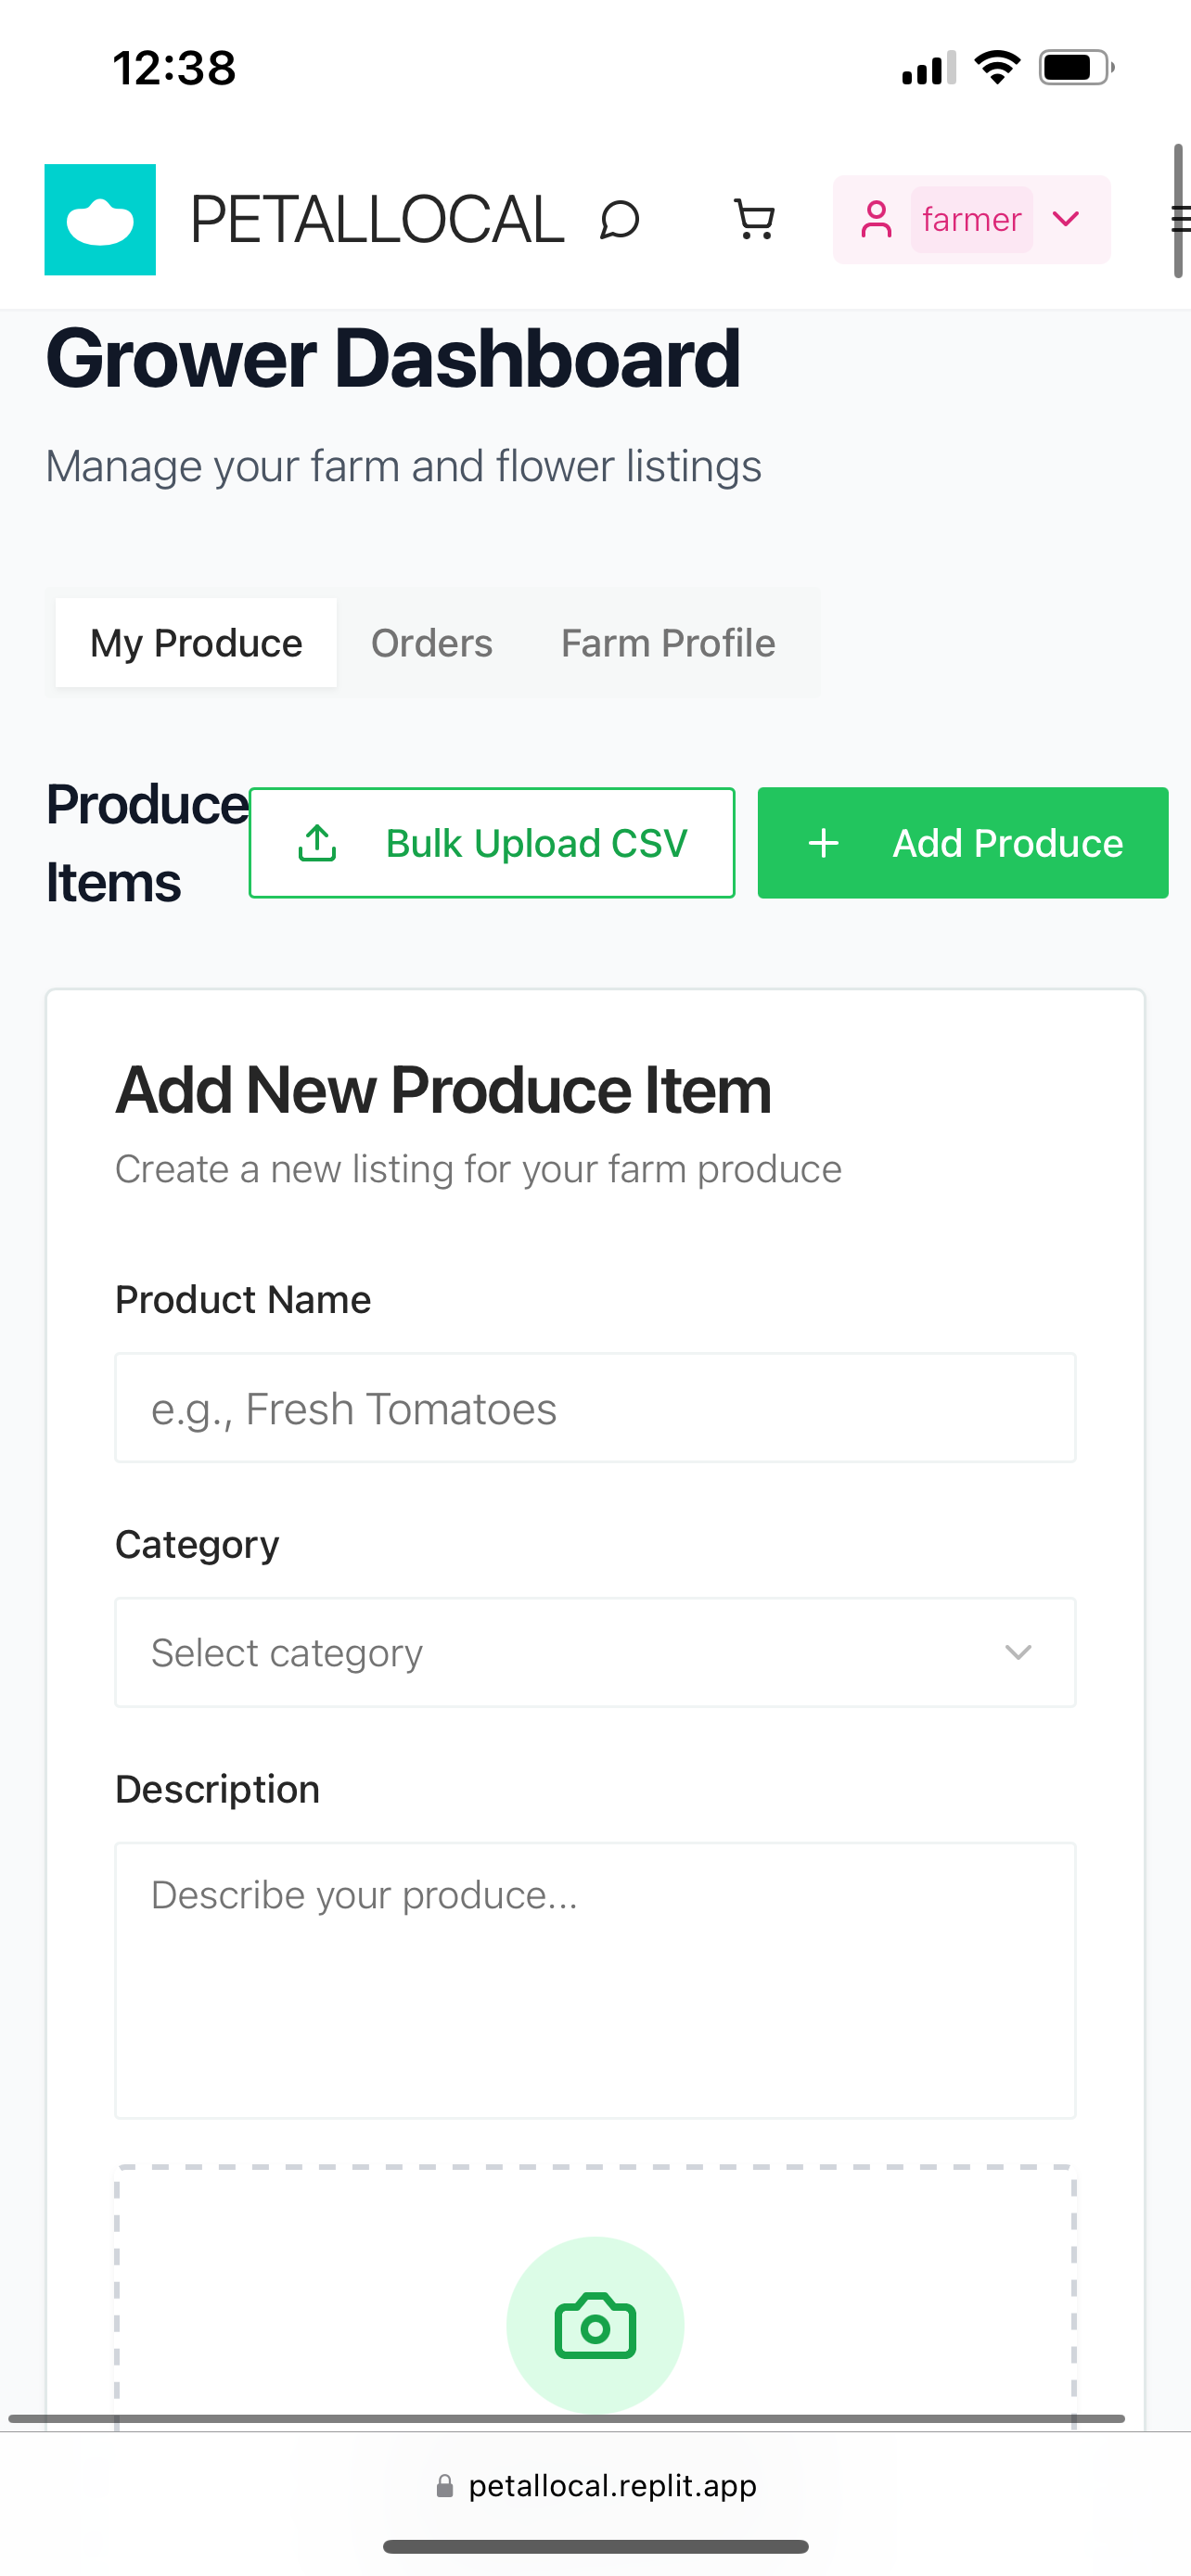 12:38
PETALLOCAL
farmer
Grower Dashboard
Manage your farm and flower listings
My Produce
Orders
Farm Profile
Produce
Items
Bulk Upload CSV
Add Produce
Add New Produce Item
Create a new listing for your farm produce
Product Name
e.g., Fresh Tomatoes
Category
Select category
Description
Describe your produce...
petallocal.replit.app